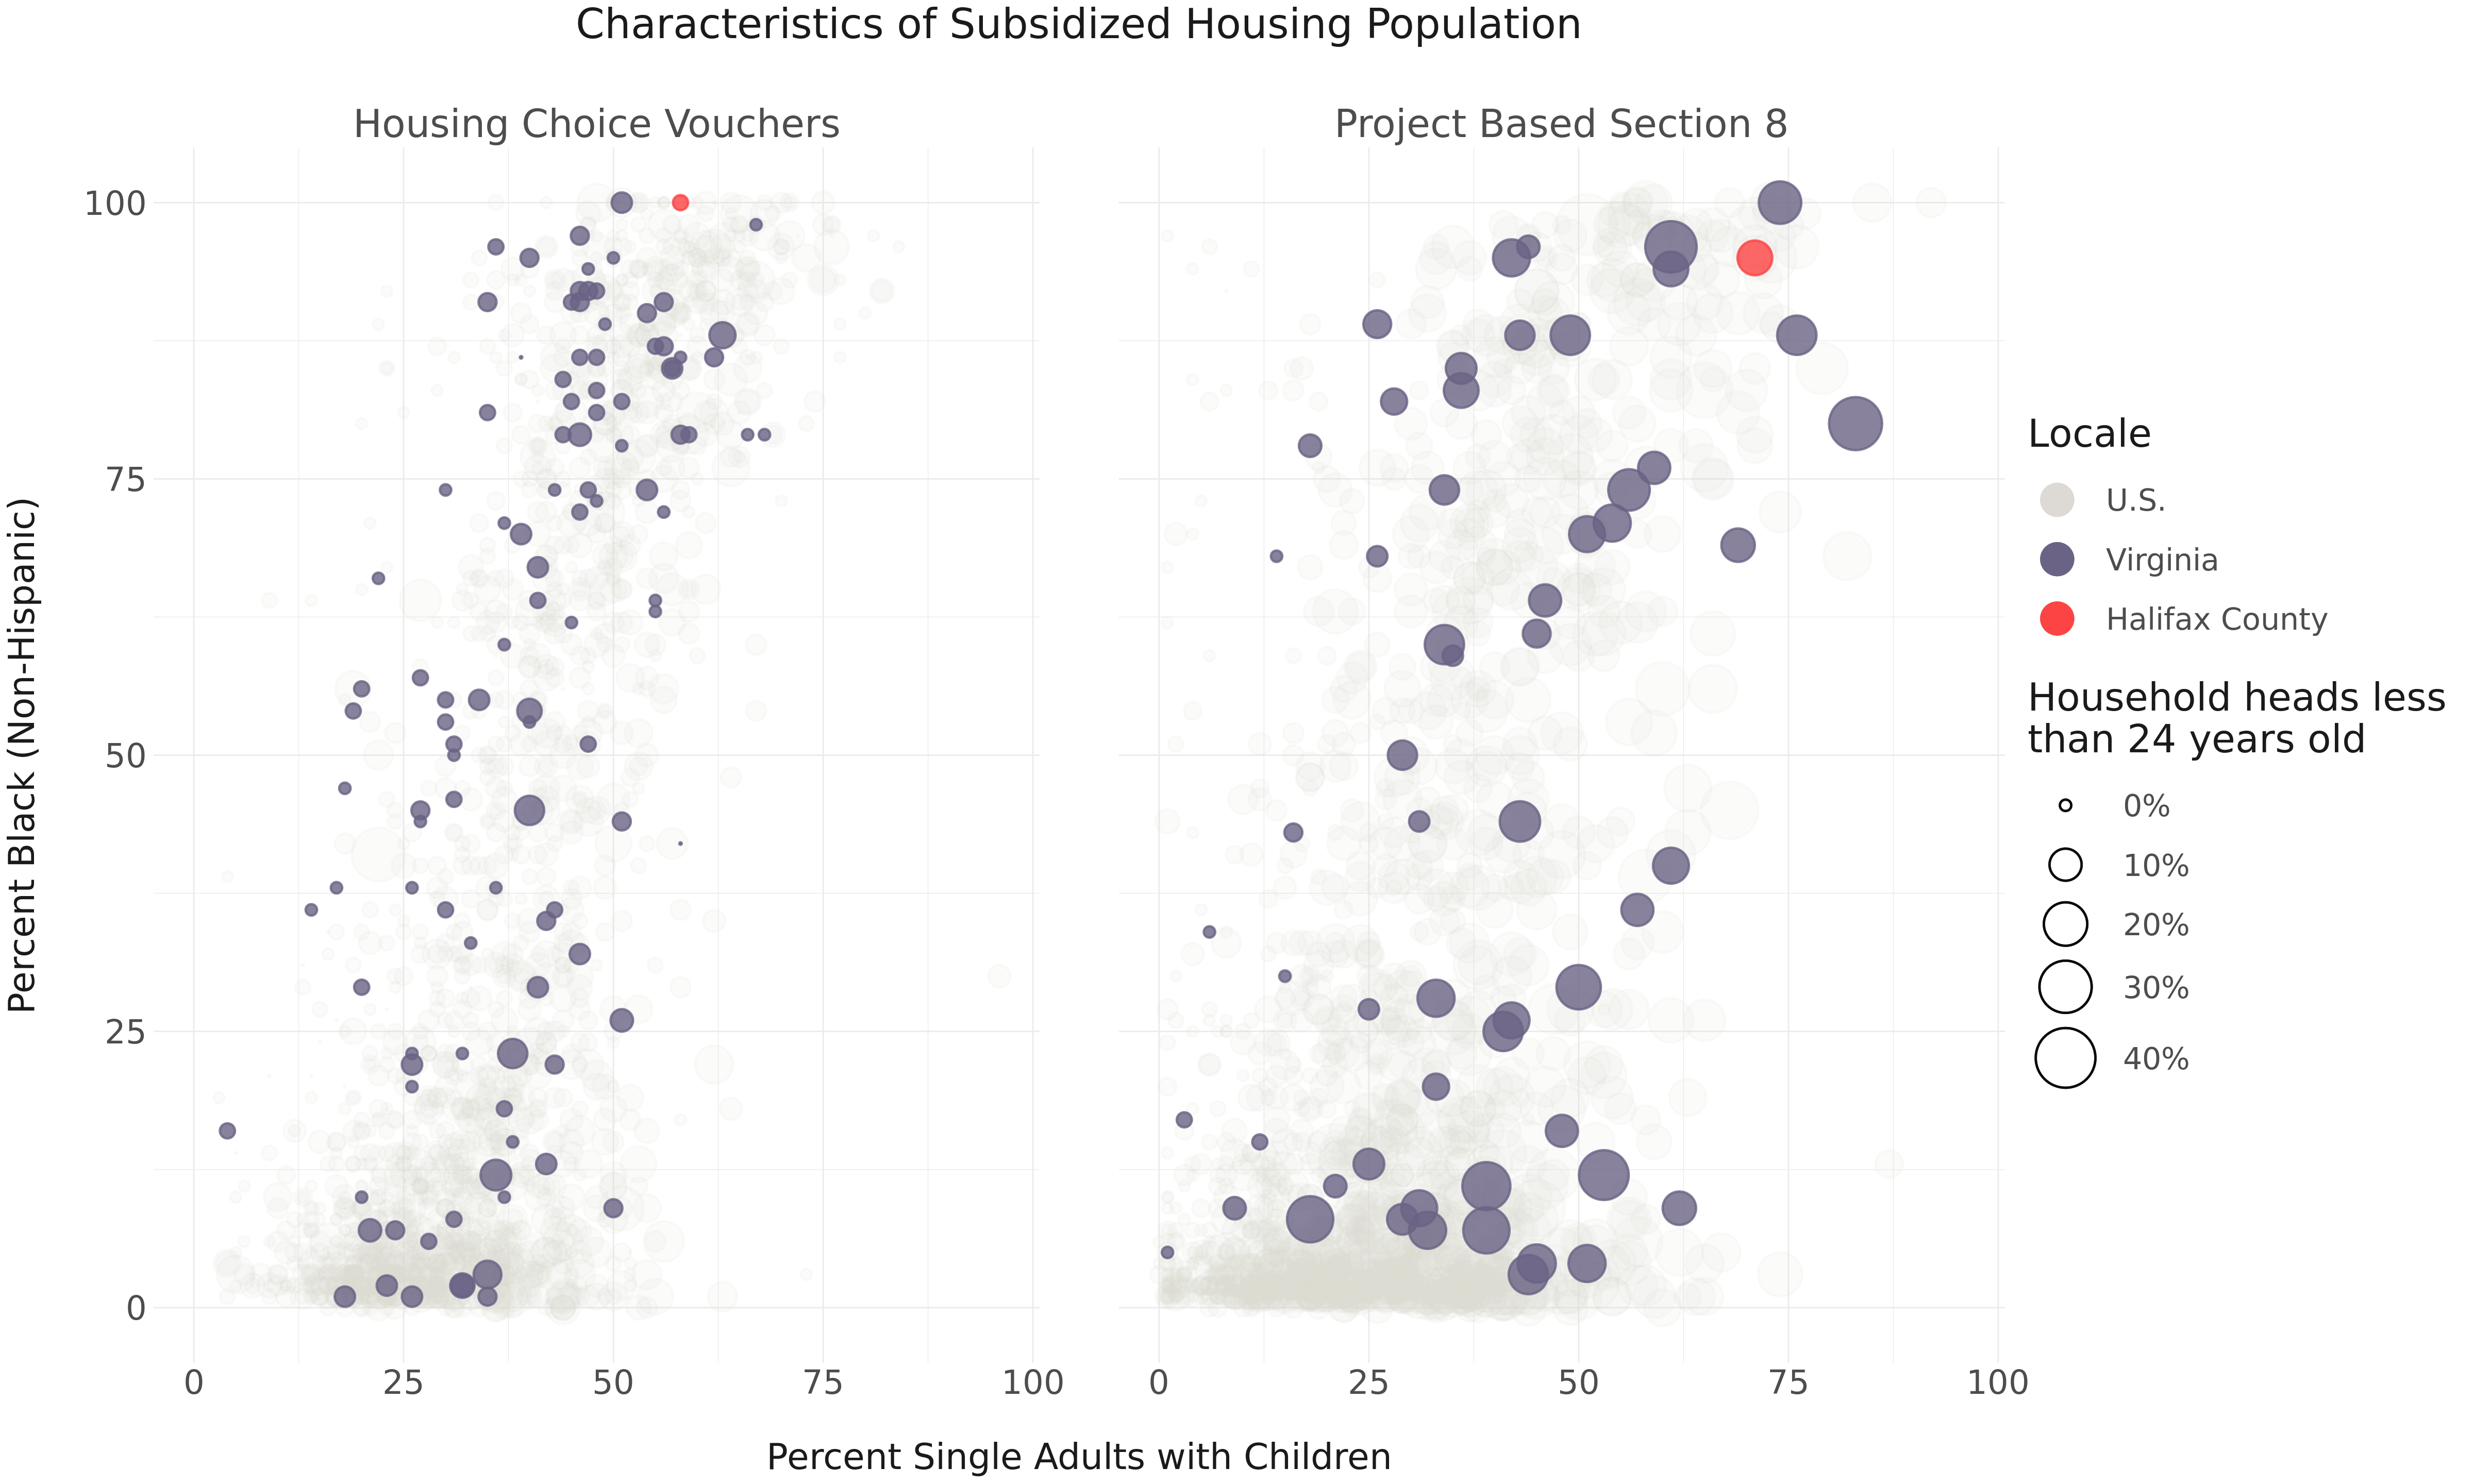 Characteristics of Subsidized Housing Population
Housing Choice Vouchers
Project Based Section 8
Percent Black (Non-Hispanic)
100
75
50
25
0
0 25 50 75 100
0 25 50 75 100
Percent Single Adults with Children
Locale
U.S.
Virginia
Halifax County
Household heads less
than 24 years old
0%
10%
20%
30%
40%